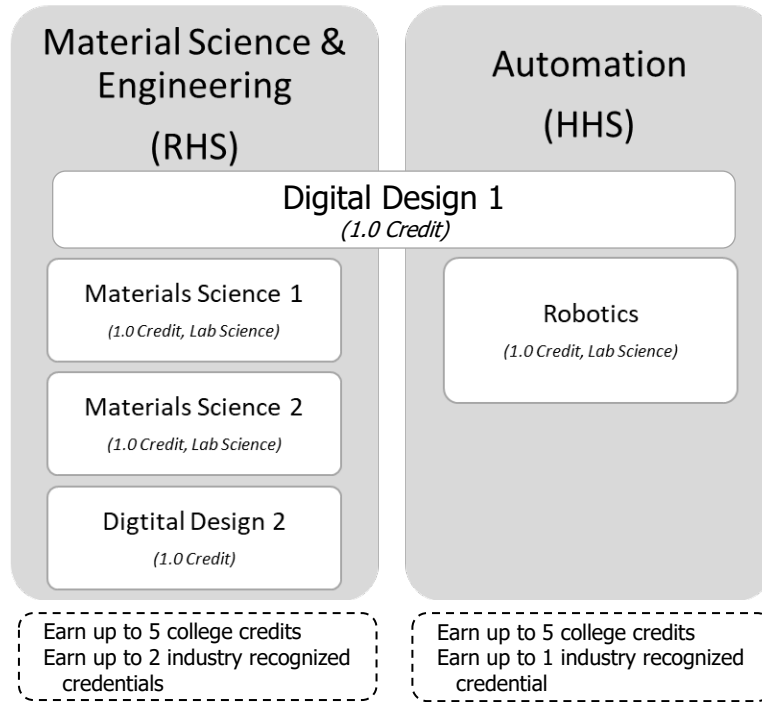 Material Science &
Engineering
(RHS)
Automation
(HHS)
Digital Design 1
(1.0 Credit)
Materials Science 1
(1.0 Credit, Lab Science)
Materials Science 2
(1.0 Credit, Lab Science)
Digtital Design 2
(1.0 Credit)
Robotics
(1.0 Credit, Lab Science)
Earn up to 5 college credits
Earn up to 2 industry recognized
credentials
Earn up to 5 college credits
Earn up to 1 industry recognized
credential